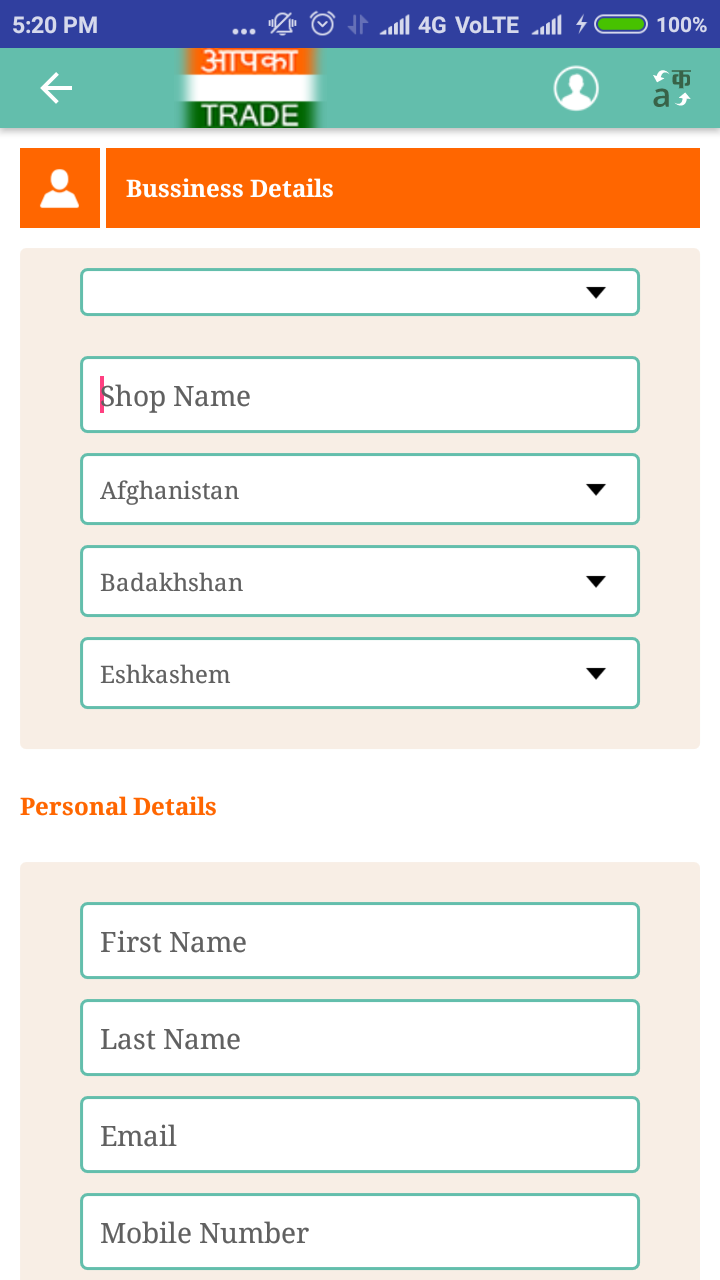 5:20 PM ... 4G VoLTE 100%
आपका
TRADE
a क
Bussiness Details
Shop Name
Afghanistan
Badakhshan
Eshkashem
Personal Details
First Name
Last Name
Email
Mobile Number